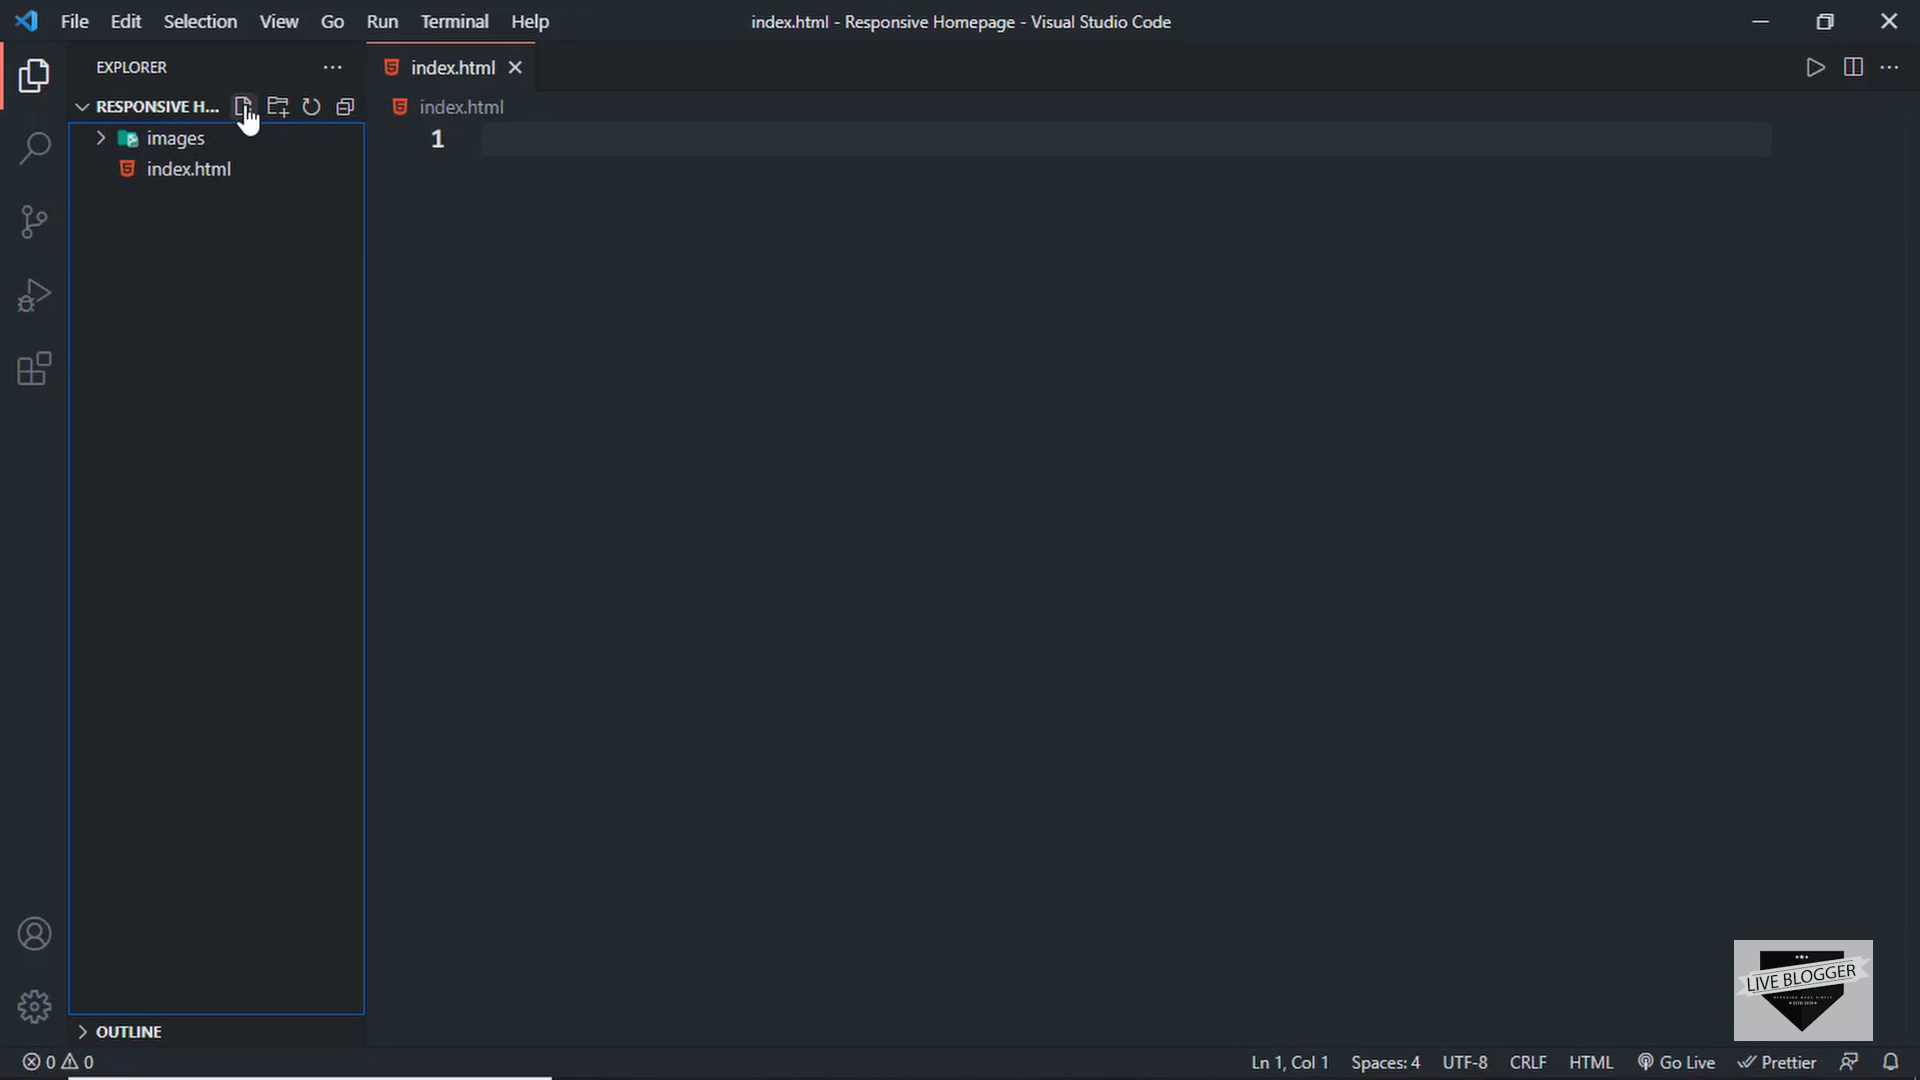 File Edit Selection View Go Run Terminal Help
index.html - Responsive Homepage - Visual Studio Code
EXPLORER
index.html
RESPONSIVE H...
index.html
images
index.html
1
OUTLINE
LIVE BLOGGER
0 0
Ln 1, Col 1 Spaces: 4 UTF-8 CRLF HTML Go Live Prettier